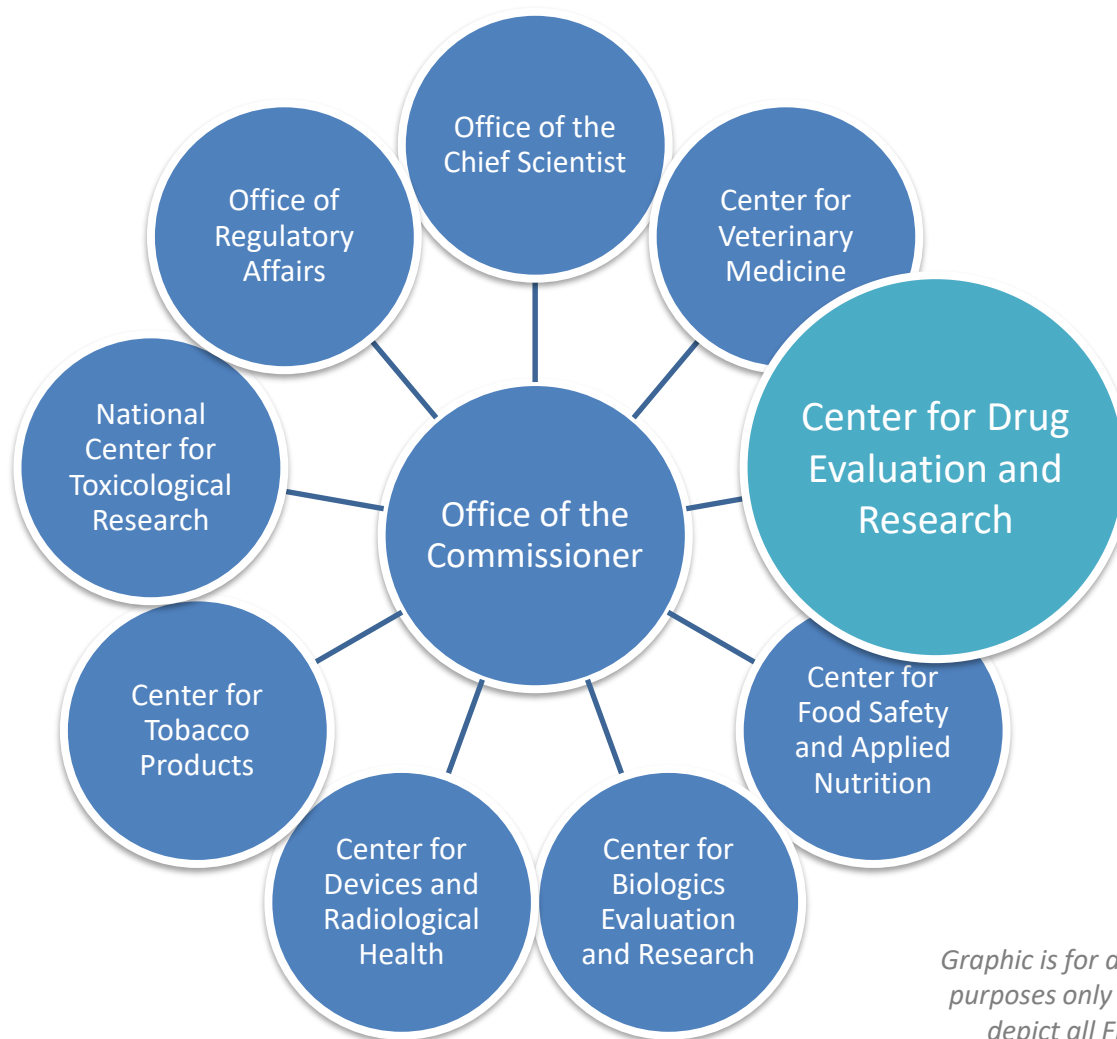 Office of the
Chief Scientist
Office of
Regulatory
Affairs
Center for
Veterinary
Medicine
Center for Drug
Evaluation and
Research
National
Center for
Toxicological
Research
Office of the
Commissioner
Center for
Tobacco
Products
Center for
Food Safety
and Applied
Nutrition
Center for
Devices and
Radiological
Health
Center for
Biologics
Evaluation
and Research
Graphic is for
purposes only
depict all